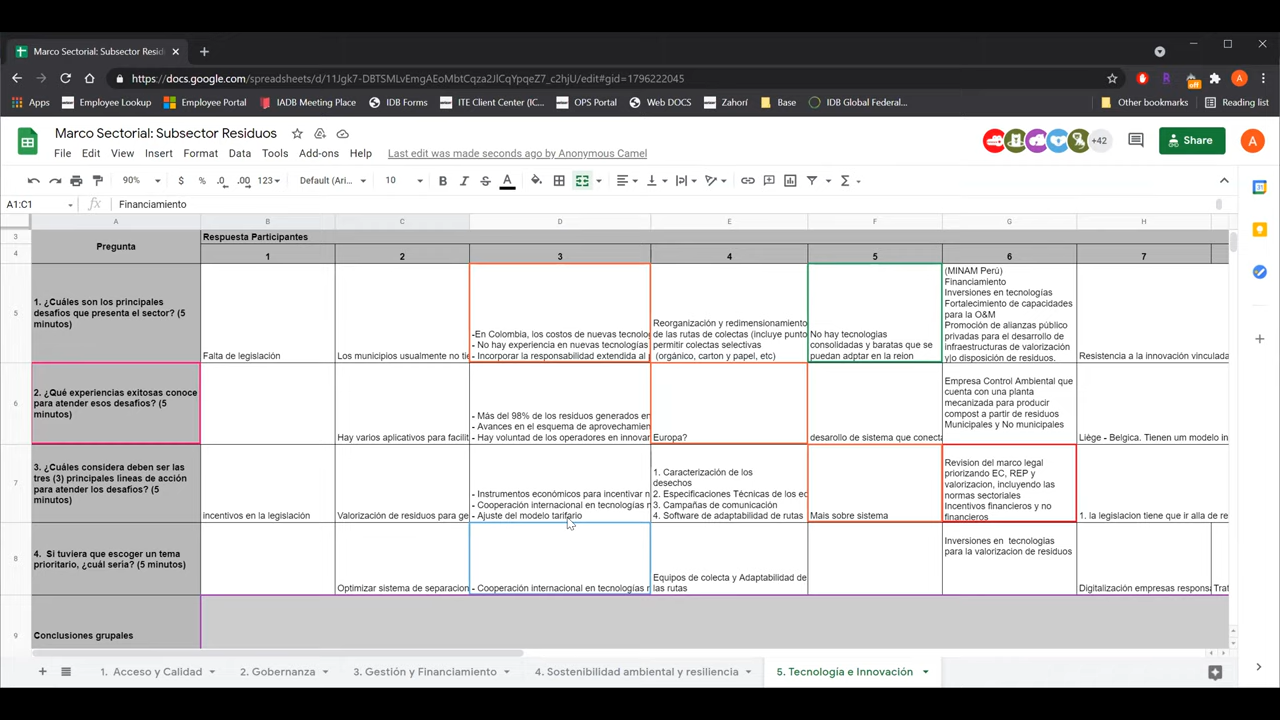 Marco Sectorial: Subsector Resid
https://docs.google.com/spreadsheets/d/11Jgk7-DBTSMLvEmgAEoMbtCqza2JlCqYpqeZ7_c2hjU/edit#gid=1796222045
Apps Employee Lookup Employee Portal IADB Meeting Place IDB Forms ITE Client Center (IC... OPS Portal Web DOCS Zahorí Base IDB Global Federal... Other bookmarks Reading list
Marco Sectorial: Subsector Residuos
+42 Share A
File Edit View Insert Format Data Tools Add-ons Help Last edit was made seconds ago by Anonymous Camel
90% $ % .0 .00 123 Default (Ari... 10 B I S A
A1:C1 fx Financiamiento
A B C D E F G H
3 Pregunta Respuesta Participantes
4 1 2 3 4 5 6 7
5
1. ¿Cuáles son los principales
desafios que presenta el sector? (5
minutos)
Falta de legislación
Los municipios usualmente no tie
-En Colombia, los costos de nuevas tecnolo
- No hay experiencia en nuevas tecnologías
- Incorporar la responsabilidad extendida al p
Reorganización y redimensionamiento
de las rutas de colectas (incluye punto
permitir colectas selectivas
(orgánico, carton y papel, etc)
No hay tecnologias
consolidadas y baratas que se
puedan adptar en la reion
(MINAM Perú)
Financiamiento
Inversiones en tecnologías
Fortalecimiento de capacidades
para la O&M
Promoción de alianzas público
privadas para el desarrollo de
infraestructuras de valorización
y/o disposición de residuos.
Resistencia a la innovación vinculada
6
2. ¿Qué experiencias exitosas conoce
para atender esos desafios? (5
minutos)
Hay varios aplicativos para facilit
- Más del 98% de los residuos generados en
- Avances en el esquema de aprovechamien
- Hay voluntad de los operadores en innovar
Europa?
desarollo de sistema que conecta
Empresa Control Ambiental que
cuenta con una planta
mecanizada para producir
compost a partir de residuos
Municipales y No municipales
Liège - Belgica. Tienen um modelo in
7
3. ¿Cuáles considera deben ser las
tres (3) principales líneas de acción
para atender los desafíos? (5
minutos)
incentivos en la legislación
Valorización de residuos para ge
- Instrumentos económicos para incentivar n
- Cooperación internacional en tecnologías n
- Ajuste del modelo tarifario
1. Caracterización de los
desechos
2. Especificaciones Técnicas de los ec
3. Campañas de comunicación
4. Software de adaptabilidad de rutas
Mais sobre sistema
Revision del marco legal
priorizando EC, REP y
valorizacion, incluyendo las
normas sectoriales
Incentivos financieros y no
financieros
1. la legislacion tiene que ir alla de re
8
4. Si tuviera que escoger un tema
prioritario, ¿cuál sería? (5 minutos)
Optimizar sistema de separacion
- Cooperación internacional en tecnologías n
Equipos de colecta y Adaptabilidad de
las rutas
Inversiones en tecnologías
para la valorizacion de residuos
Digitalización empresas respons
Trat
9 Conclusiones grupales
1. Acceso y Calidad 2. Gobernanza 3. Gestión y Financiamiento 4. Sostenibilidad ambiental y resiliencia 5. Tecnología e Innovación